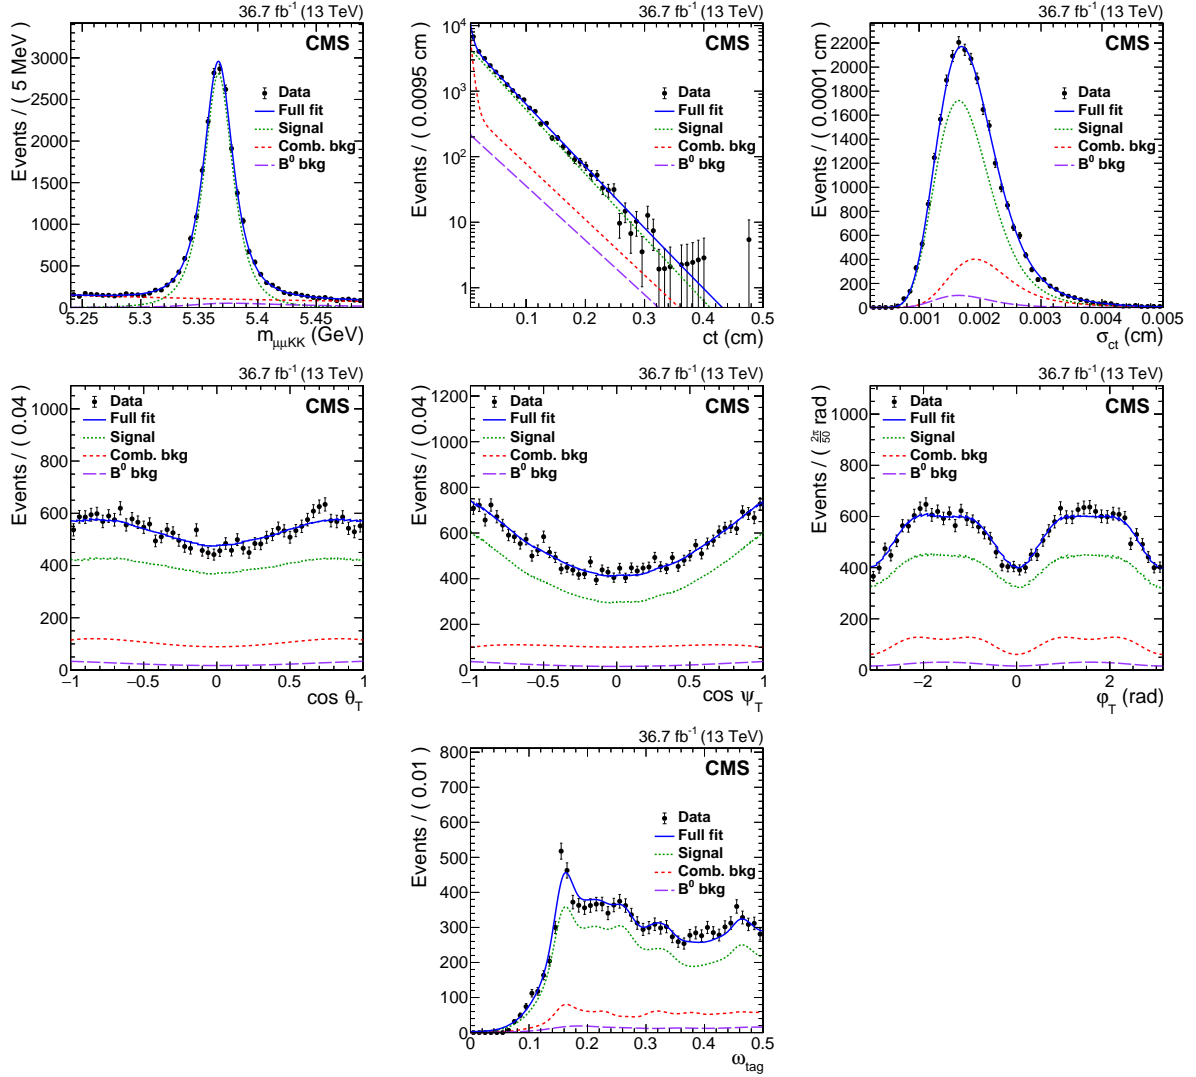 36.7 fb⁻¹ (13 TeV)
CMS
Events / ( 5 MeV )
3000
2500
2000
1500
1000
500
0
Data
Full fit
Signal
Comb. bkg
B⁰ bkg
5.25 5.3 5.35 5.4 5.45
m_μμKK (GeV)
36.7 fb⁻¹ (13 TeV)
CMS
Events / ( 0.0095 cm )
10⁴
10³
10²
10
1
Data
Full fit
Signal
Comb. bkg
B⁰ bkg
0.1 0.2 0.3 0.4 0.5
ct (cm)
36.7 fb⁻¹ (13 TeV)
CMS
Events / ( 0.0001 cm )
2200
2000
1800
1600
1400
1200
1000
800
600
400
200
0
Data
Full fit
Signal
Comb. bkg
B⁰ bkg
0.001 0.002 0.003 0.004 0.005
σ_ct (cm)
36.7 fb⁻¹ (13 TeV)
CMS
Events / ( 0.04 )
1000
800
600
400
200
0
Data
Full fit
Signal
Comb. bkg
B⁰ bkg
−1 −0.5 0 0.5 1
cos θ_T
36.7 fb⁻¹ (13 TeV)
CMS
Events / ( 0.04 )
1200
1000
800
600
400
200
0
Data
Full fit
Signal
Comb. bkg
B⁰ bkg
−1 −0.5 0 0.5 1
cos ψ_T
36.7 fb⁻¹ (13 TeV)
CMS
Events / ( 2π/50 rad )
1000
800
600
400
200
0
Data
Full fit
Signal
Comb. bkg
B⁰ bkg
−2 0 2
φ_T (rad)
36.7 fb⁻¹ (13 TeV)
CMS
Events / ( 0.01 )
800
700
600
500
400
300
200
100
0
Data
Full fit
Signal
Comb. bkg
B⁰ bkg
0 0.1 0.2 0.3 0.4 0.5
ω_tag